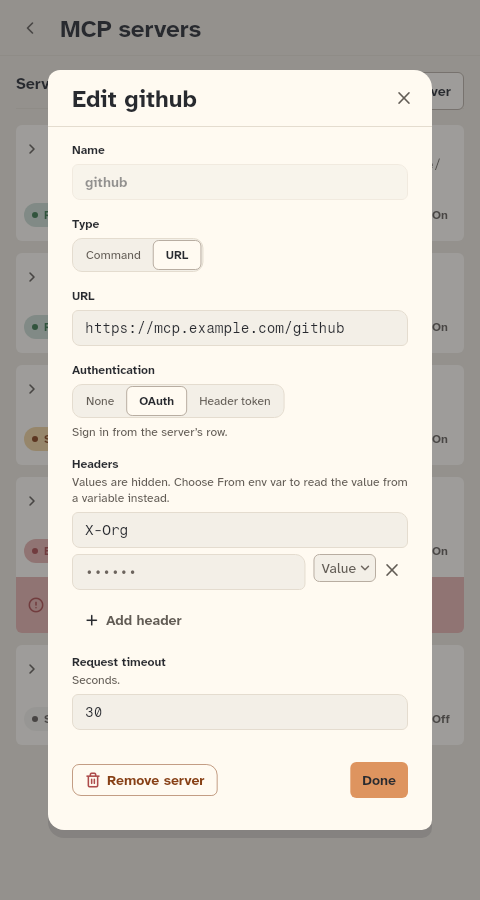 MCP servers
Edit github
Name
github
Type
Command URL
URL
https://mcp.example.com/github
Authentication
None OAuth Header token
Sign in from the server's row.
Headers
Values are hidden. Choose From env var to read the value from
a variable instead.
X-Org
••••••
Value
Add header
Request timeout
Seconds.
30
Remove server
Done
On
On
On
On
Off